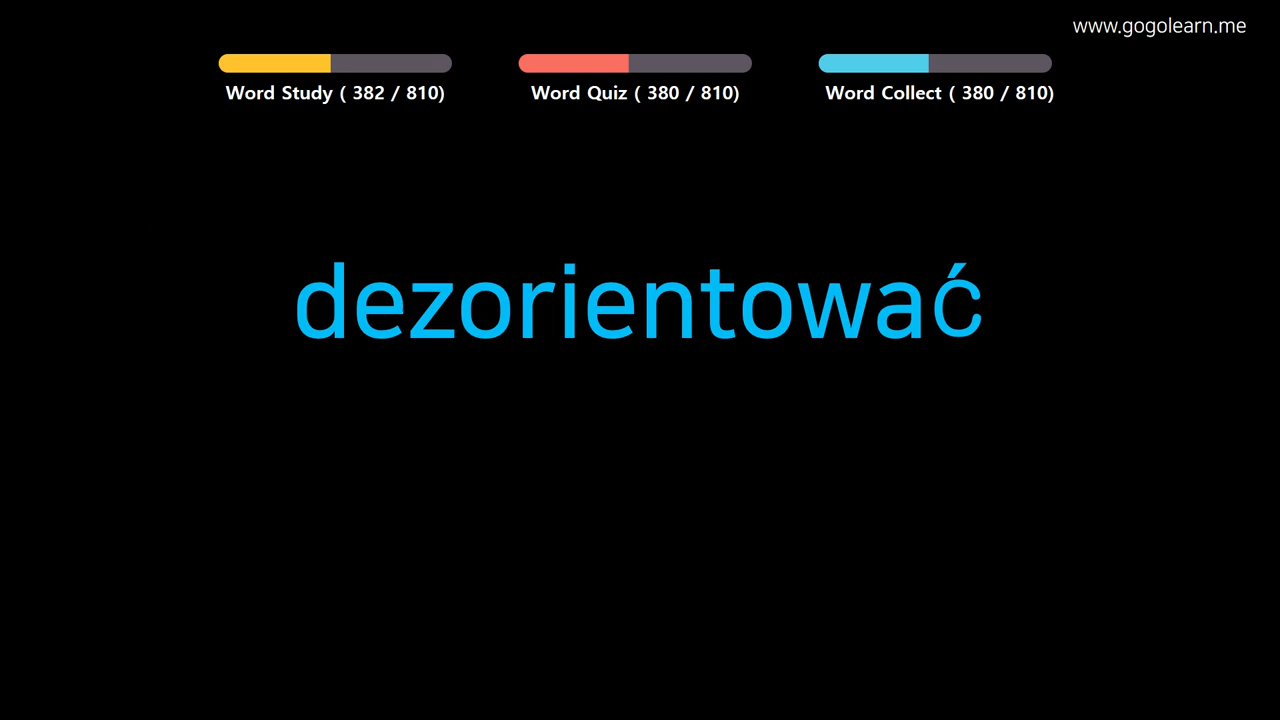 www.gogolearn.me
Word Study ( 382 / 810)
Word Quiz ( 380 / 810)
Word Collect ( 380 / 810)
dezorientować